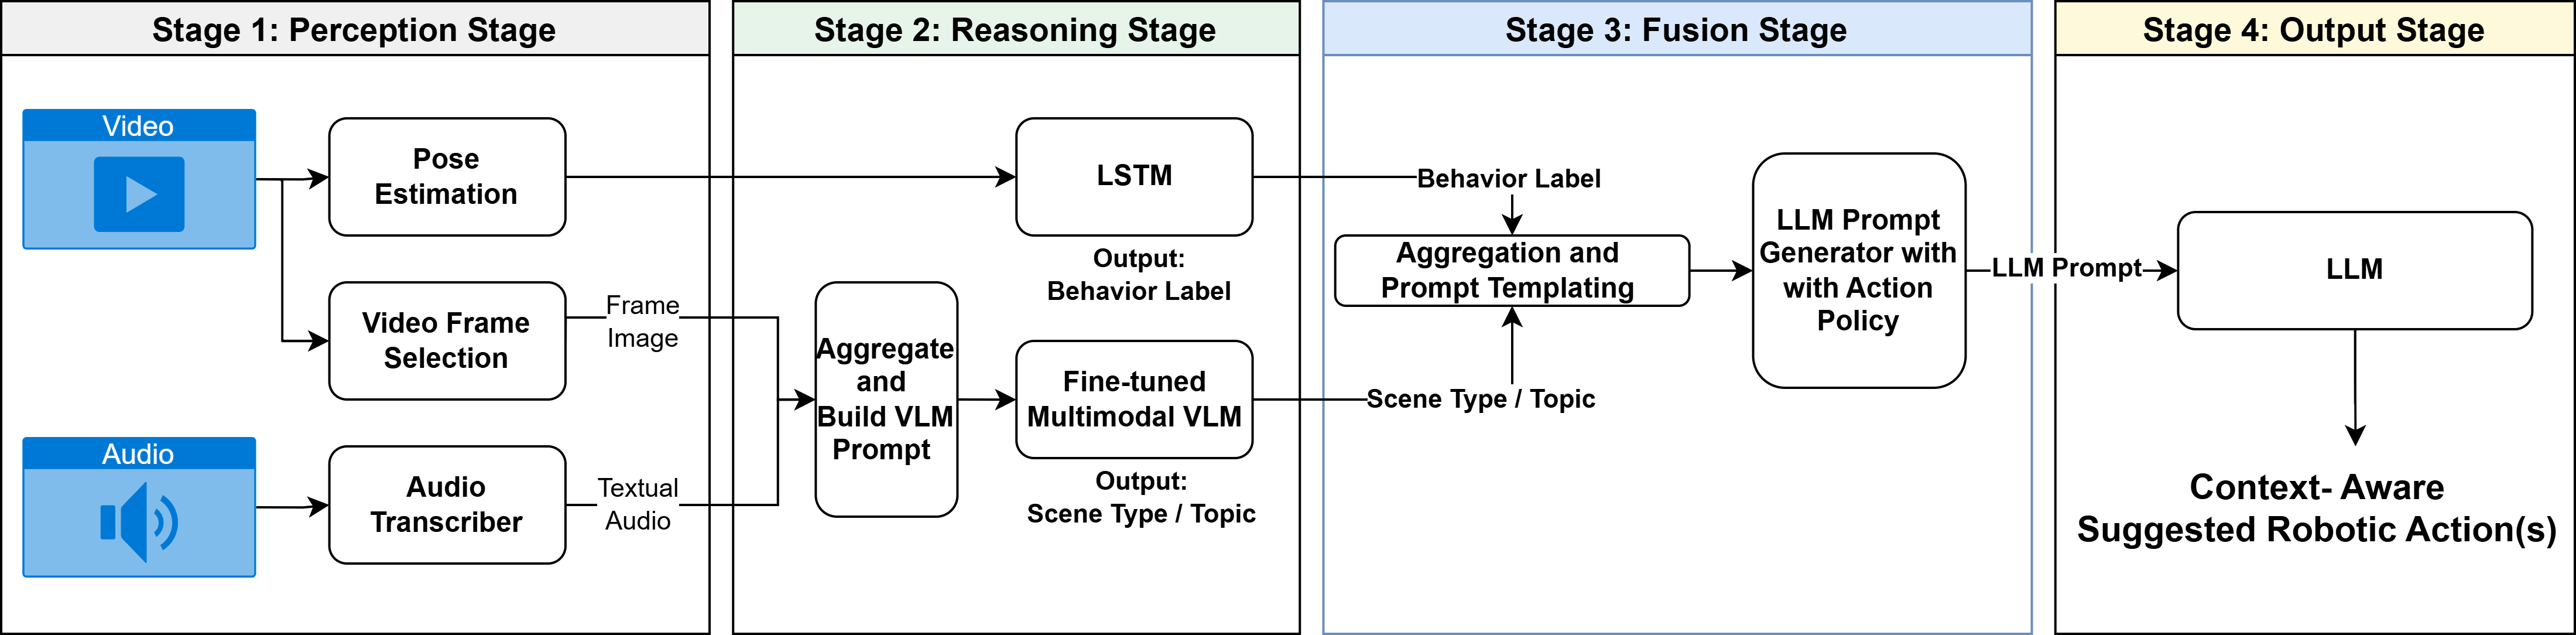 Stage 1: Perception Stage
Video
Pose
Estimation
Video Frame
Selection
Frame
Image
Audio
Audio
Transcriber
Textual
Audio
Stage 2: Reasoning Stage
LSTM
Output:
Behavior Label
Aggregate
and
Build VLM
Prompt
Fine-tuned
Multimodal VLM
Output:
Scene Type / Topic
Stage 3: Fusion Stage
Behavior Label
Aggregation and
Prompt Templating
Scene Type / Topic
LLM Prompt
Generator with
with Action
Policy
LLM Prompt
Stage 4: Output Stage
LLM
Context- Aware
Suggested Robotic Action(s)